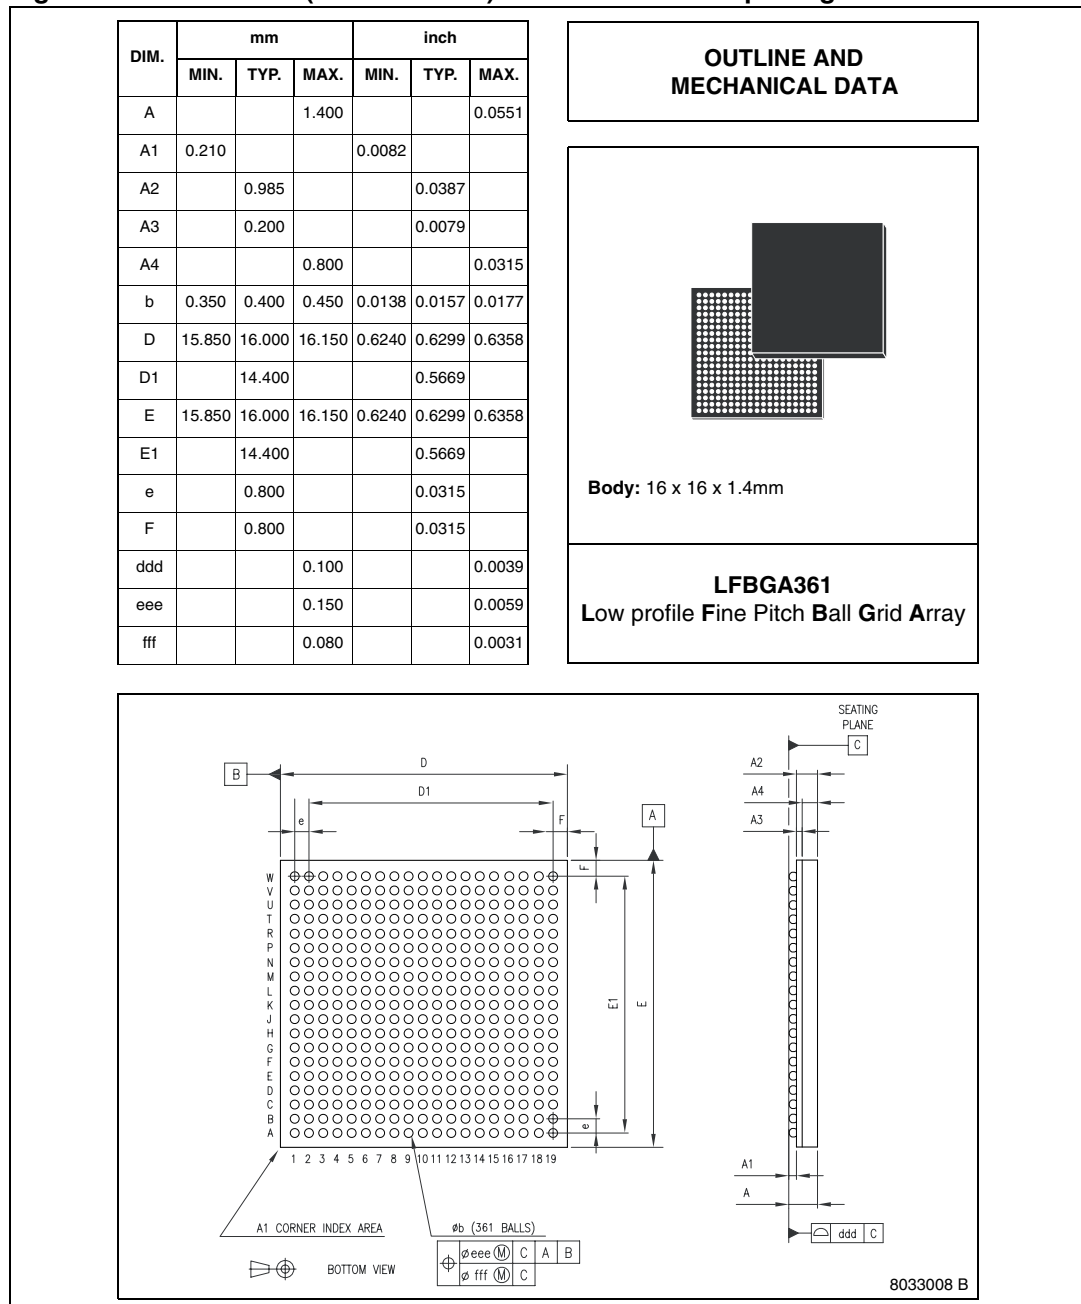 DIM. mm inch
MIN. TYP. MAX. MIN. TYP. MAX.
A 1.400 0.0551
A1 0.210 0.0082
A2 0.985 0.0387
A3 0.200 0.0079
A4 0.800 0.0315
b 0.350 0.400 0.450 0.0138 0.0157 0.0177
D 15.850 16.000 16.150 0.6240 0.6299 0.6358
D1 14.400 0.5669
E 15.850 16.000 16.150 0.6240 0.6299 0.6358
E1 14.400 0.5669
e 0.800 0.0315
F 0.800 0.0315
ddd 0.100 0.0039
eee 0.150 0.0059
fff 0.080 0.0031
OUTLINE AND
MECHANICAL DATA
Body: 16 x 16 x 1.4mm
LFBGA361
Low profile Fine Pitch Ball Grid Array
SEATING
PLANE
C
B
D
D1
e
F
A
F
A2
A4
A3
W
V
U
T
R
P
N
M
L
K
J
H
G
F
E
D
C
B
A
E1
E
e
1 2 3 4 5 6 7 8 9 10 11 12 13 14 15 16 17 18 19
A1
A
A1 CORNER INDEX AREA
øb (361 BALLS)
ø eee M C A B
ø fff M C
BOTTOM VIEW
ddd C
8033008 B